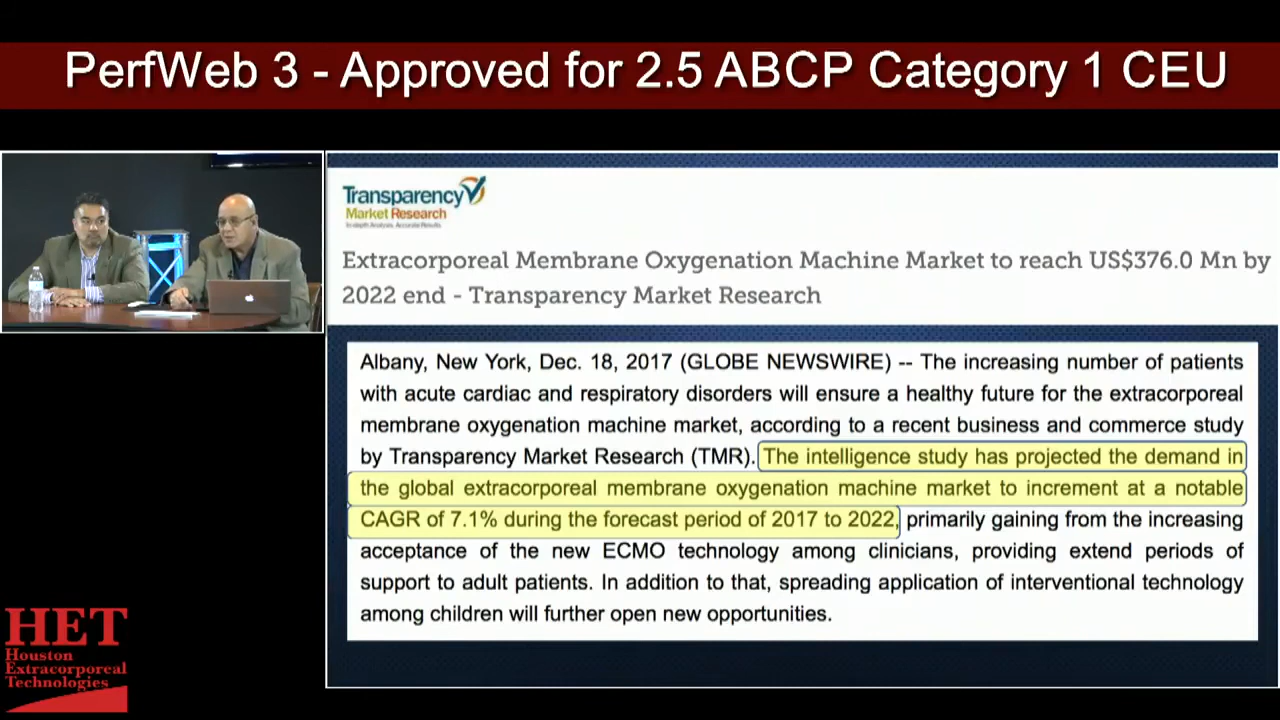 PerfWeb 3 - Approved for 2.5 ABCP Category 1 CEU
Transparency
Market Research
In-depth Analysis. Accurate Results
Extracorporeal Membrane Oxygenation Machine Market to reach US$376.0 Mn by
2022 end - Transparency Market Research
Albany, New York, Dec. 18, 2017 (GLOBE NEWSWIRE) -- The increasing number of patients
with acute cardiac and respiratory disorders will ensure a healthy future for the extracorporeal
membrane oxygenation machine market, according to a recent business and commerce study
by Transparency Market Research (TMR). The intelligence study has projected the demand in
the global extracorporeal membrane oxygenation machine market to increment at a notable
CAGR of 7.1% during the forecast period of 2017 to 2022, primarily gaining from the increasing
acceptance of the new ECMO technology among clinicians, providing extend periods of
support to adult patients. In addition to that, spreading application of interventional technology
among children will further open new opportunities.
HET
Houston
Extracorporeal
Technologies